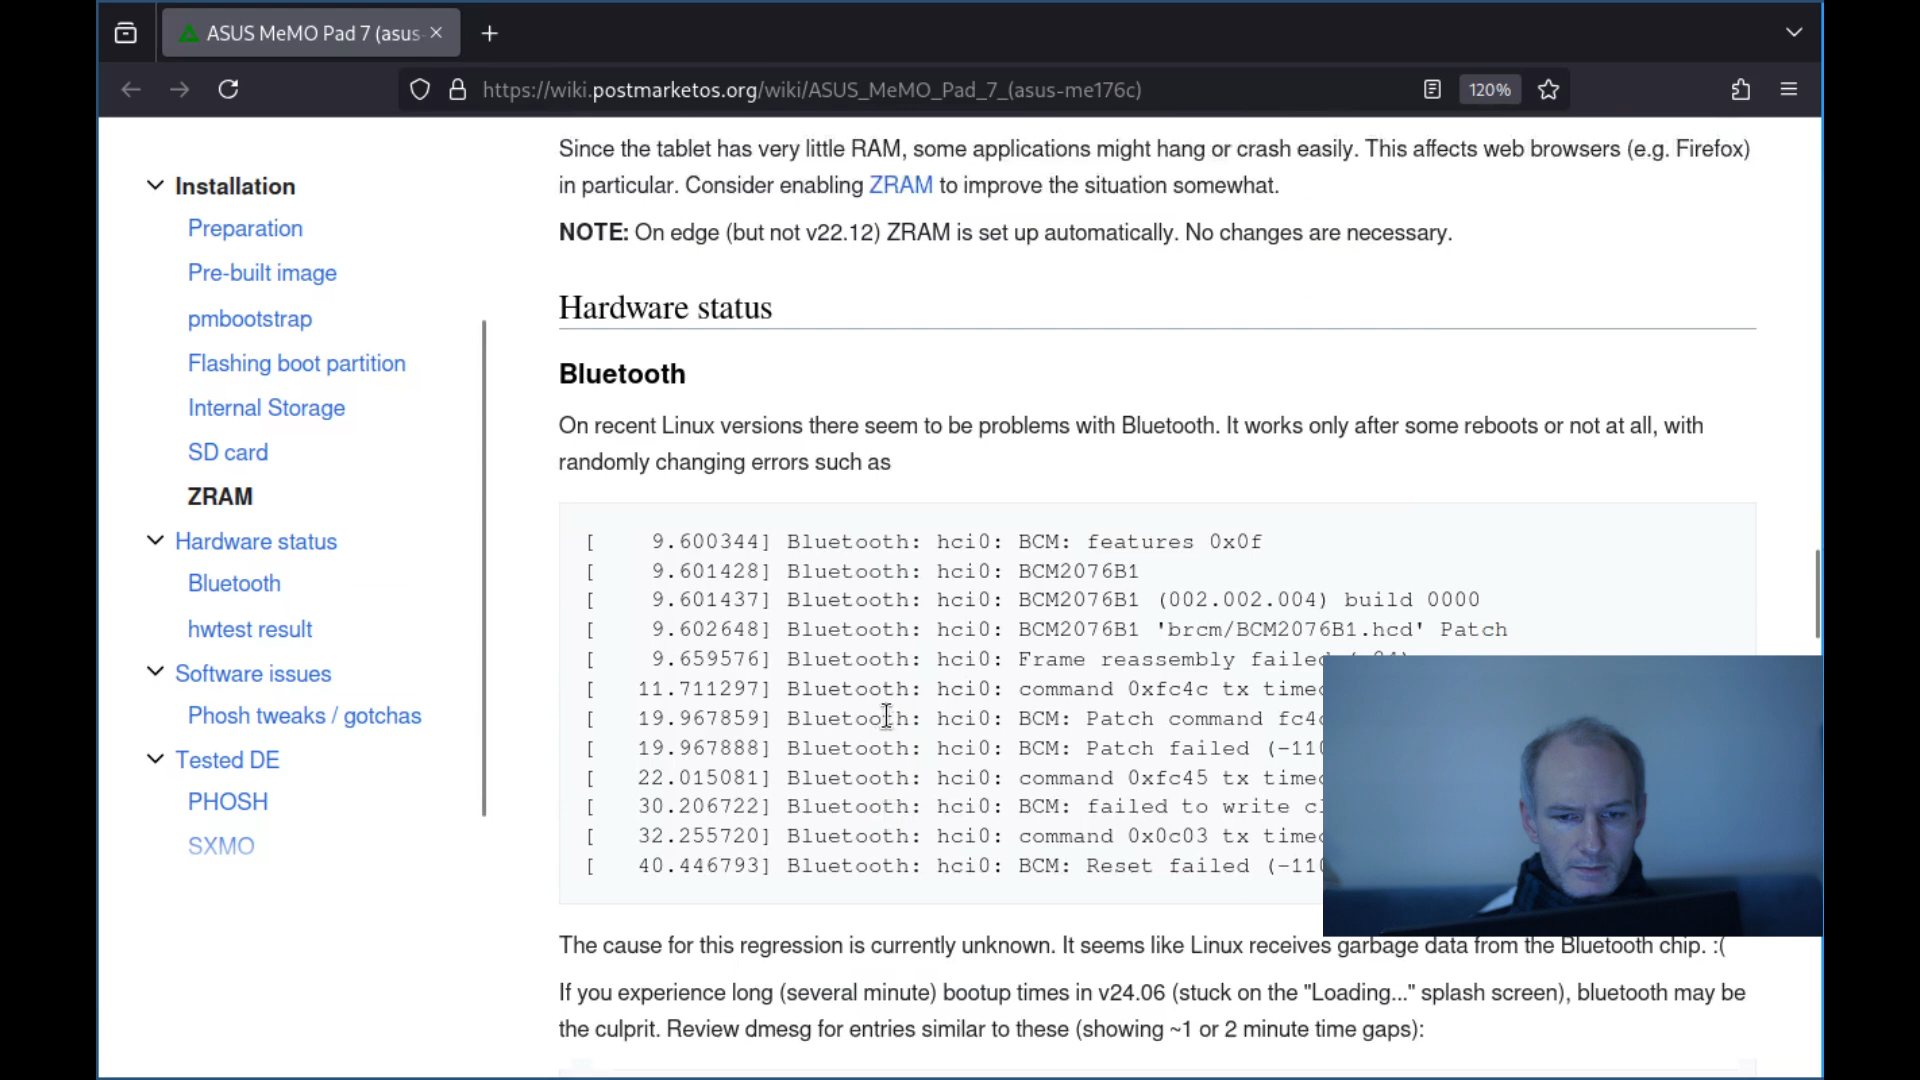 ASUS MeMO Pad 7 (asus-
https://wiki.postmarketos.org/wiki/ASUS_MeMO_Pad_7_(asus-me176c)
120%
Installation
Preparation
Pre-built image
pmbootstrap
Flashing boot partition
Internal Storage
SD card
ZRAM
Hardware status
Bluetooth
hwtest result
Software issues
Phosh tweaks / gotchas
Tested DE
PHOSH
SXMO
Since the tablet has very little RAM, some applications might hang or crash easily. This affects web browsers (e.g. Firefox)
in particular. Consider enabling ZRAM to improve the situation somewhat.
NOTE: On edge (but not v22.12) ZRAM is set up automatically. No changes are necessary.
Hardware status
Bluetooth
On recent Linux versions there seem to be problems with Bluetooth. It works only after some reboots or not at all, with
randomly changing errors such as
[    9.600344] Bluetooth: hci0: BCM: features 0x0f
[    9.601428] Bluetooth: hci0: BCM2076B1
[    9.601437] Bluetooth: hci0: BCM2076B1 (002.002.004) build 0000
[    9.602648] Bluetooth: hci0: BCM2076B1 'brcm/BCM2076B1.hcd' Patch
[    9.659576] Bluetooth: hci0: Frame reassembly failed
[   11.711297] Bluetooth: hci0: command 0xfc4c tx
[   19.967859] Bluetooth: hci0: BCM: Patch command
[   19.967888] Bluetooth: hci0: BCM: Patch failed (-110
[   22.015081] Bluetooth: hci0: command 0xfc45 tx
[   30.206722] Bluetooth: hci0: BCM: failed to write
[   32.255720] Bluetooth: hci0: command 0x0c03 tx
[   40.446793] Bluetooth: hci0: BCM: Reset failed (-110
The cause for this regression is currently unknown. It seems like Linux receives garbage data from the Bluetooth chip. :(
If you experience long (several minute) bootup times in v24.06 (stuck on the "Loading..." splash screen), bluetooth may be
the culprit. Review dmesg for entries similar to these (showing ~1 or 2 minute time gaps):